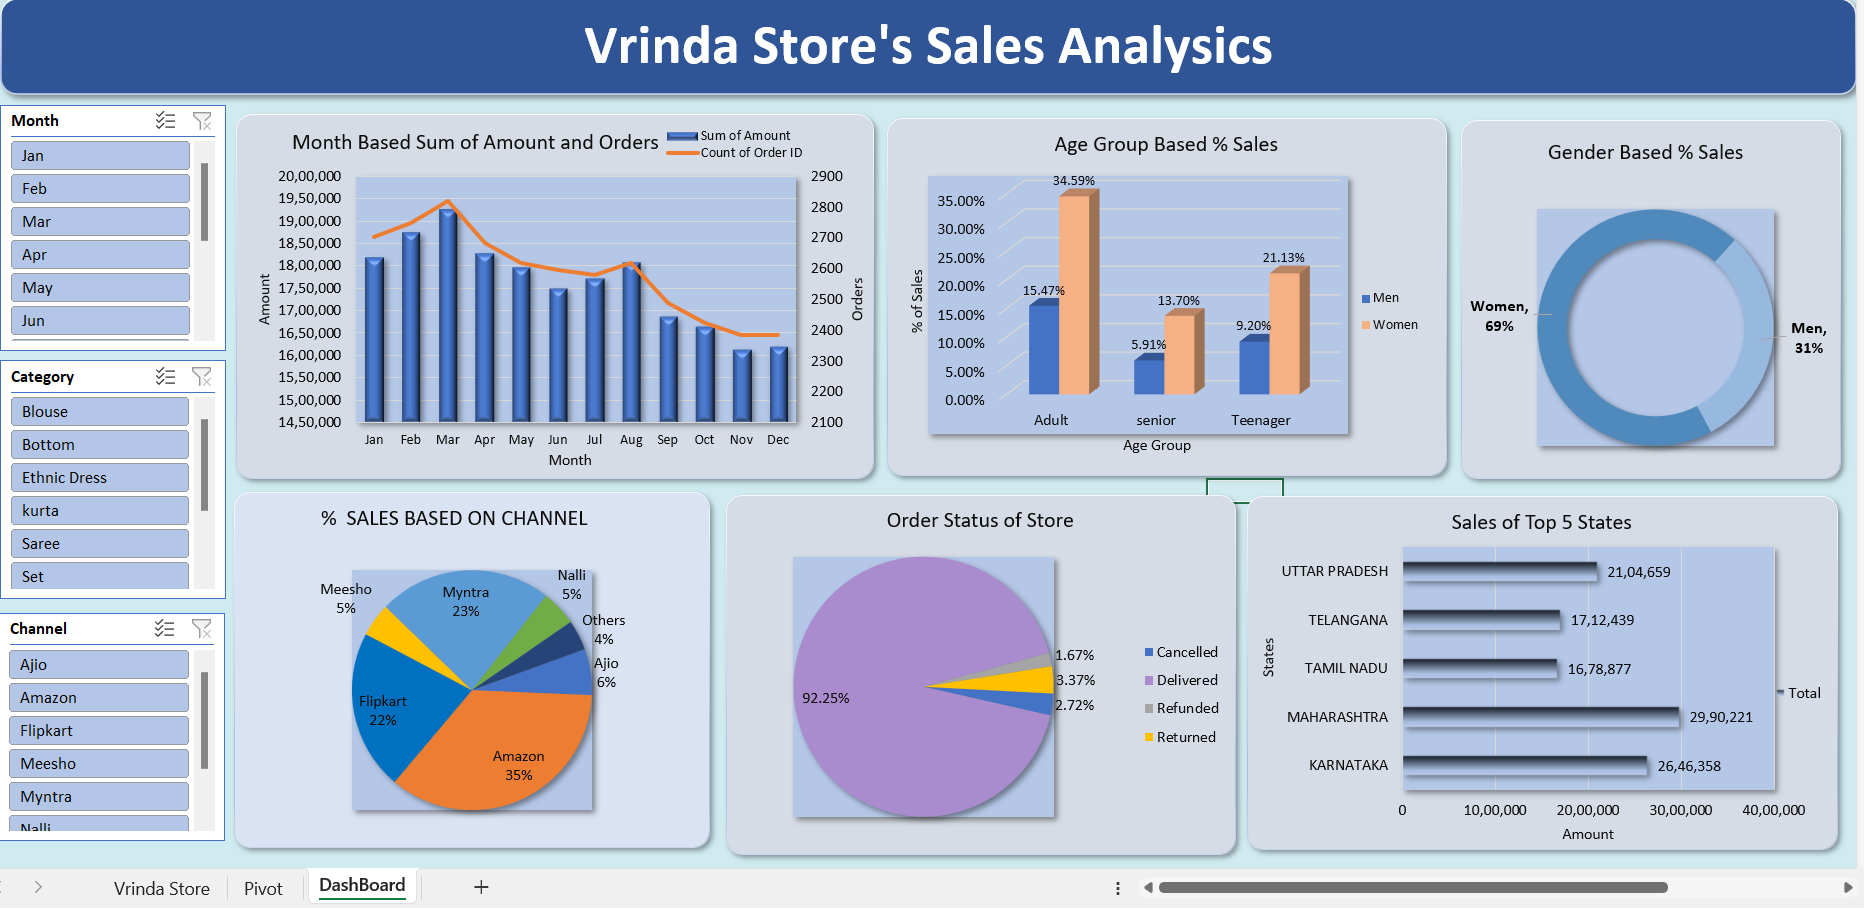 Vrinda Store's Sales Analysics
Month
Jan
Feb
Mar
Apr
May
Jun
Category
Blouse
Bottom
Ethnic Dress
kurta
Saree
Set
Channel
Ajio
Amazon
Flipkart
Meesho
Myntra
Nalli
Month Based Sum of Amount and Orders
Sum of Amount
Count of Order ID
20,00,000
19,50,000
19,00,000
18,50,000
18,00,000
17,50,000
17,00,000
16,50,000
16,00,000
15,50,000
15,00,000
14,50,000
Amount
2900
2800
2700
2600
2500
2400
2300
2200
2100
Orders
Jan Feb Mar Apr May Jun Jul Aug Sep Oct Nov Dec
Month
Age Group Based % Sales
35.00%
30.00%
25.00%
20.00%
15.00%
10.00%
5.00%
0.00%
% of Sales
34.59%
21.13%
15.47%
13.70%
9.20%
5.91%
Adult senior Teenager
Age Group
Men
Women
Gender Based % Sales
Women,
69%
Men,
31%
% SALES BASED ON CHANNEL
Nalli
5%
Meesho
5%
Myntra
23%
Others
4%
Ajio
6%
Flipkart
22%
Amazon
35%
Order Status of Store
1.67%
3.37%
92.25%
2.72%
Cancelled
Delivered
Refunded
Returned
Sales of Top 5 States
States
UTTAR PRADESH 21,04,659
TELANGANA 17,12,439
TAMIL NADU 16,78,877
MAHARASHTRA 29,90,221
KARNATAKA 26,46,358
Total
0 10,00,000 20,00,000 30,00,000 40,00,000
Amount
Vrinda Store Pivot DashBoard +